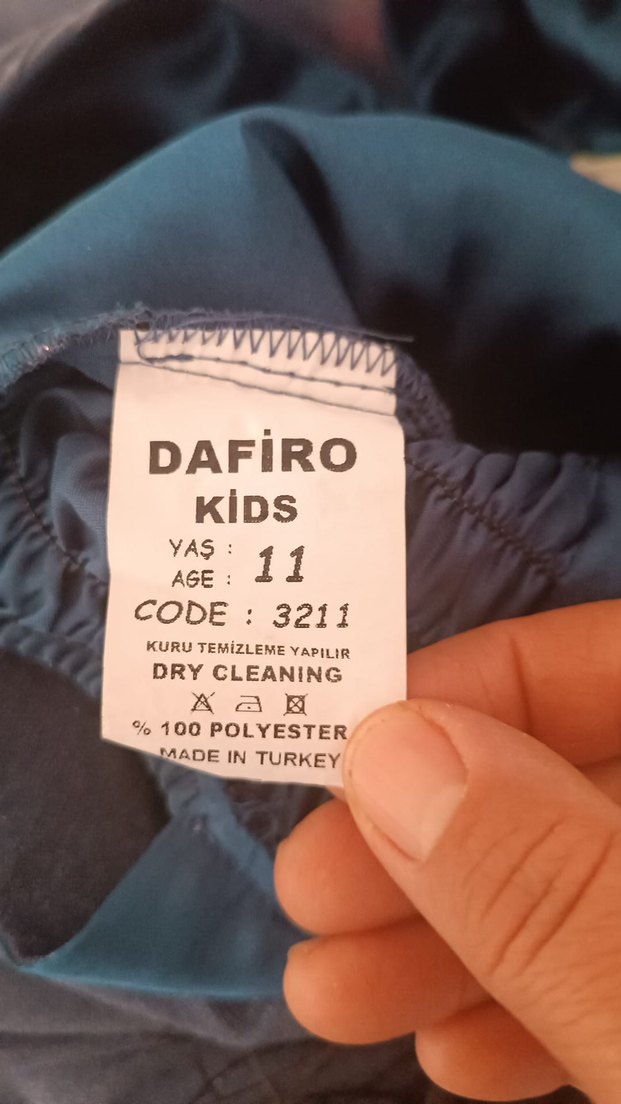 DAFİRO
KİDS
YAŞ :
AGE : 11
CODE : 3211
KURU TEMİZLEME YAPILIR
DRY CLEANING
% 100 POLYESTER
MADE IN TURKEY